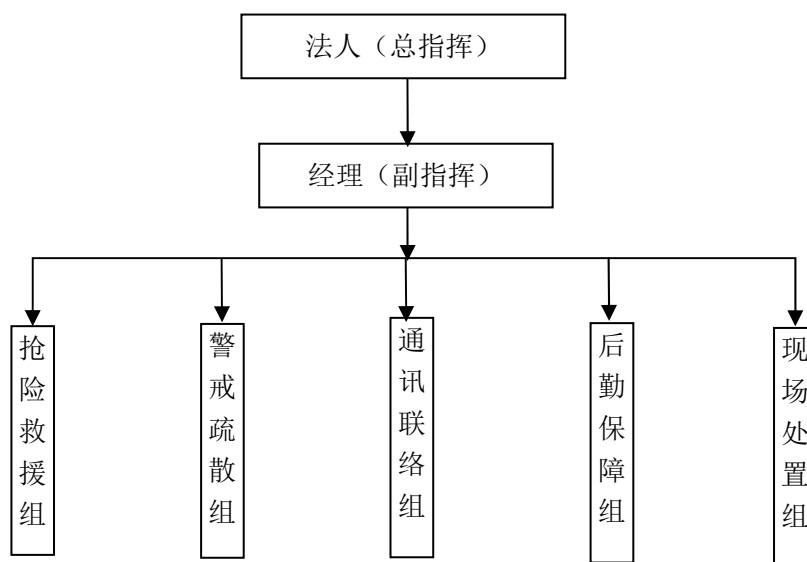 法人（总指挥）
经理（副指挥）
抢险救援组
警戒疏散组
通讯联络组
后勤保障组
现场处置组